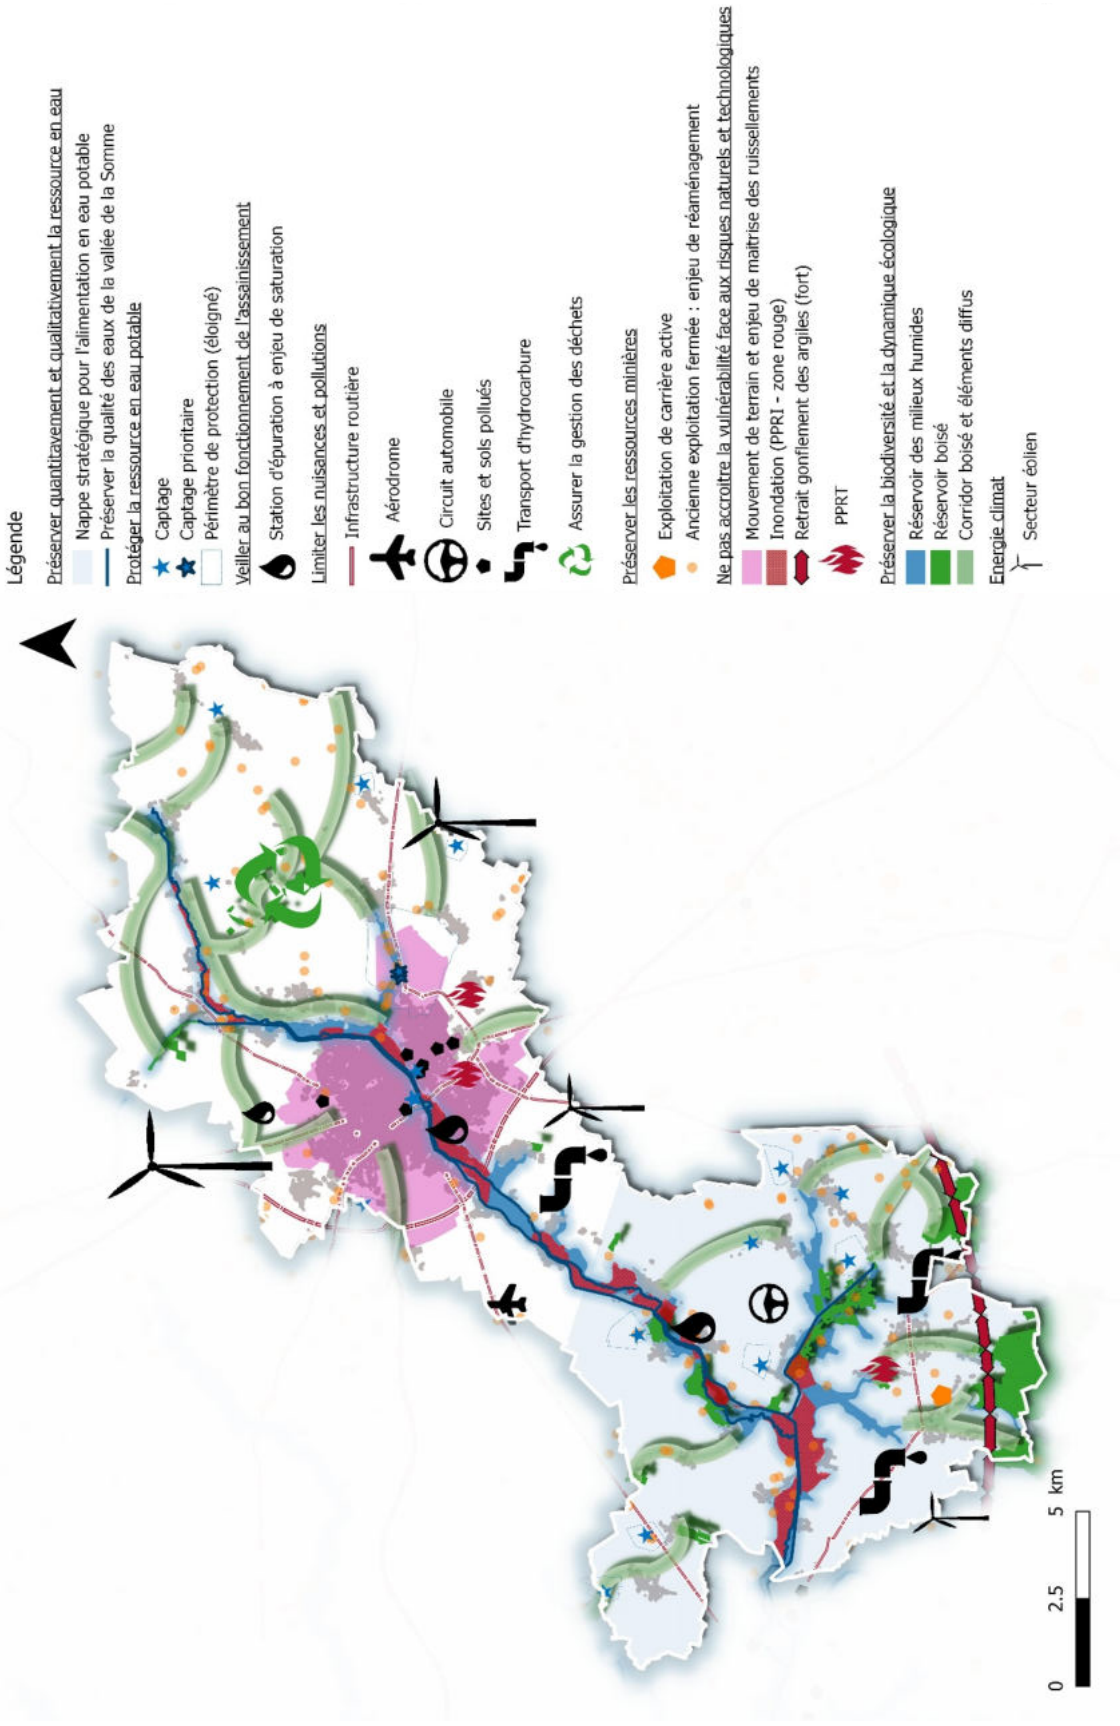 Légende
Préserver quantitavement et qualitativement la ressource en eau
Nappe stratégique pour l'alimentation en eau potable
Préserver la qualité des eaux de la vallée de la Somme
Protéger la ressource en eau potable
Captage
Captage prioritaire
Périmètre de protection (éloigné)
Veiller au bon fonctionnement de l'assainissement
Station d'épuration à enjeu de saturation
Limiter les nuisances et pollutions
Infrastructure routière
Aérodrome
Circuit automobile
Sites et sols pollués
Transport d'hydrocarbure
Assurer la gestion des déchets
Préserver les ressources minières
Exploitation de carrière active
Ancienne exploitation fermée : enjeu de réaménagement
Ne pas accroitre la vulnérabilité face aux risques naturels et technologiques
Mouvement de terrain et enjeu de maitrise des ruissellements
Inondation (PPRI - zone rouge)
Retrait gonflement des argiles (fort)
PPRT
Préserver la biodiversité et la dynamique écologique
Réservoir des milieux humides
Réservoir boisé
Corridor boisé et éléments diffus
Energie climat
Secteur éolien
0 2.5 5 km